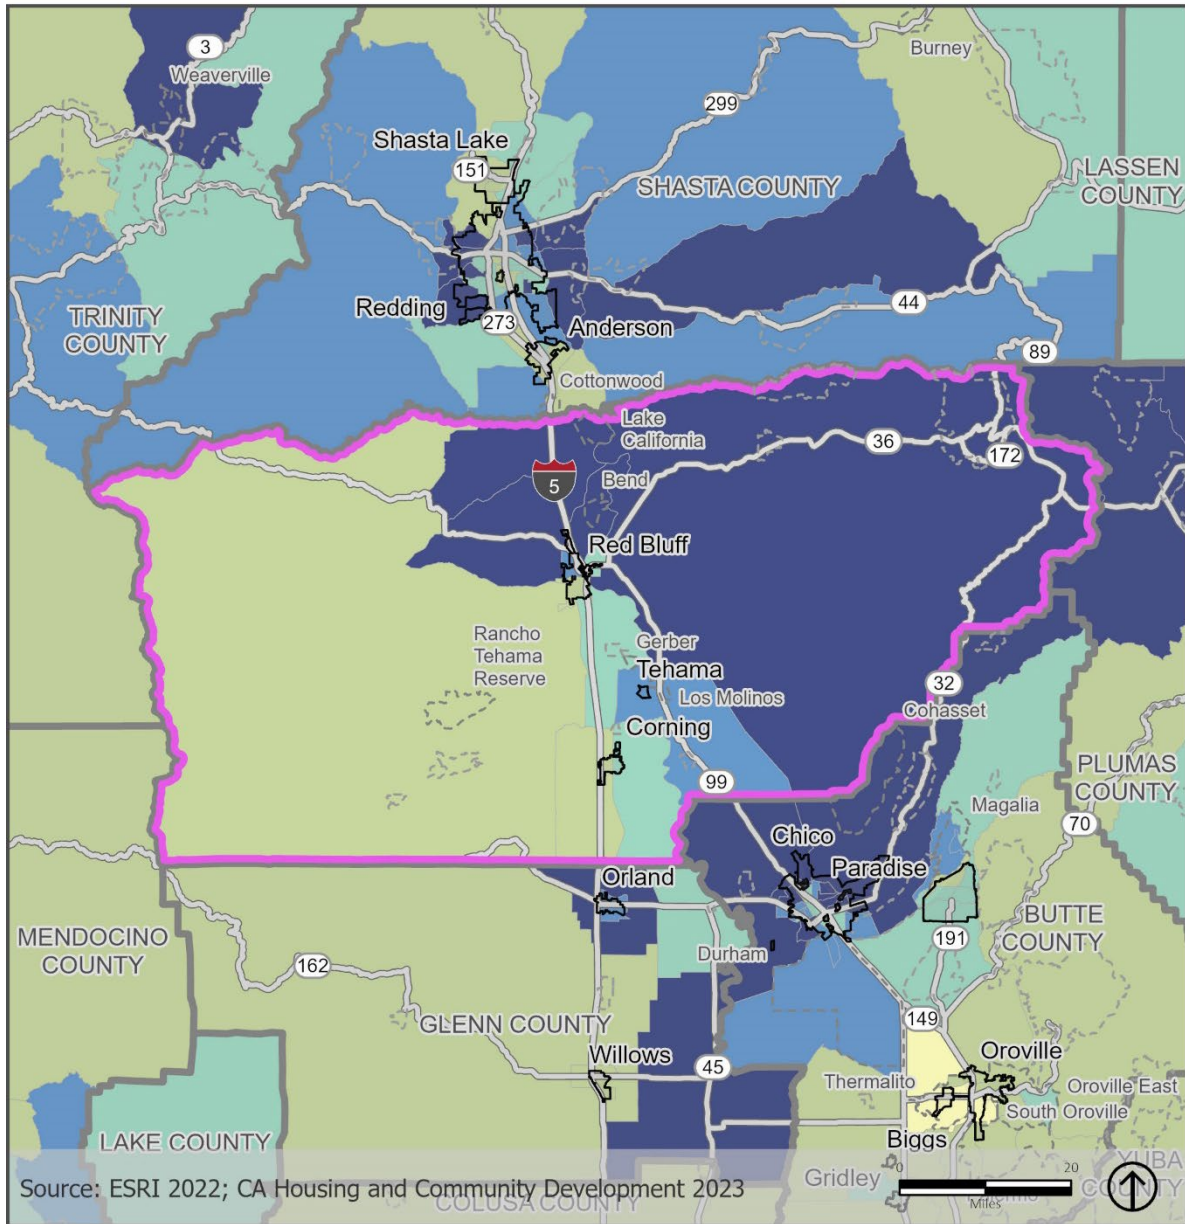 3
Weaverville
Burney
299
Shasta Lake
151
SHASTA COUNTY
LASSEN
COUNTY
TRINITY
COUNTY
Redding
273
Anderson
44
89
Cottonwood
Lake
California
36
172
5
Bend
Red Bluff
Rancho
Tehama
Reserve
Gerber
Tehama
Los Molinos
32
Cohasset
Corning
99
PLUMAS
COUNTY
Magalia
70
Chico
Paradise
Orland
MENDOCINO
COUNTY
162
Durham
191
BUTTE
COUNTY
GLENN COUNTY
149
Willows
45
Oroville
Thermalito
Oroville East
South Oroville
Biggs
LAKE COUNTY
Gridley
YUBA
COUNTY
COLUSA COUNTY
Source: ESRI 2022; CA Housing and Community Development 2023
0
20
Miles